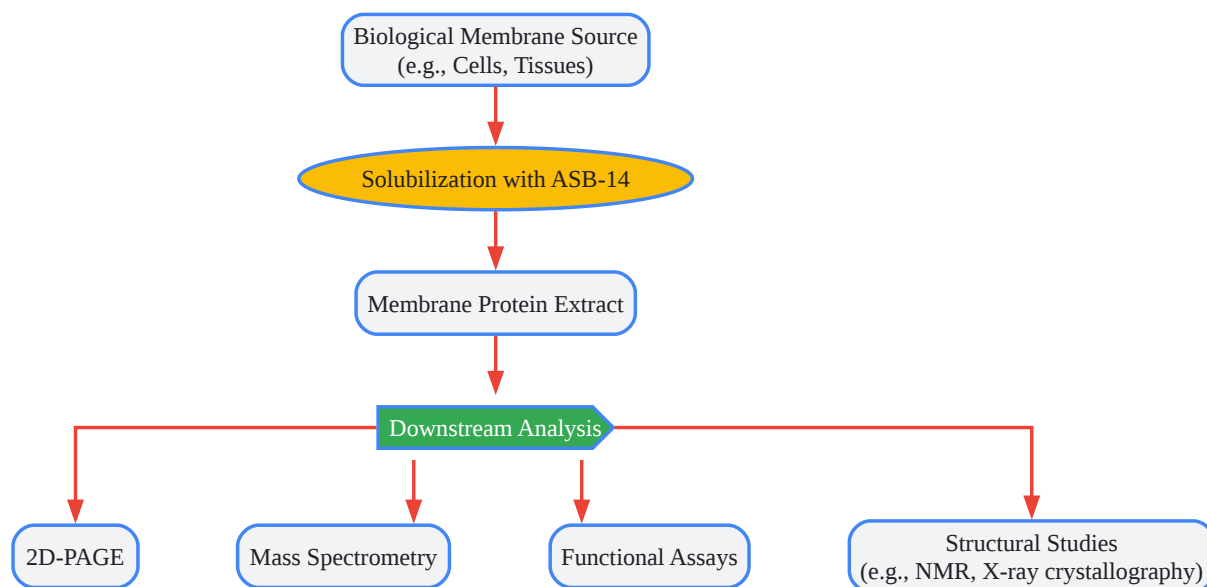 Biological Membrane Source
(e.g., Cells, Tissues)
Solubilization with ASB-14
Membrane Protein Extract
Downstream Analysis
2D-PAGE
Mass Spectrometry
Functional Assays
Structural Studies
(e.g., NMR, X-ray crystallography)